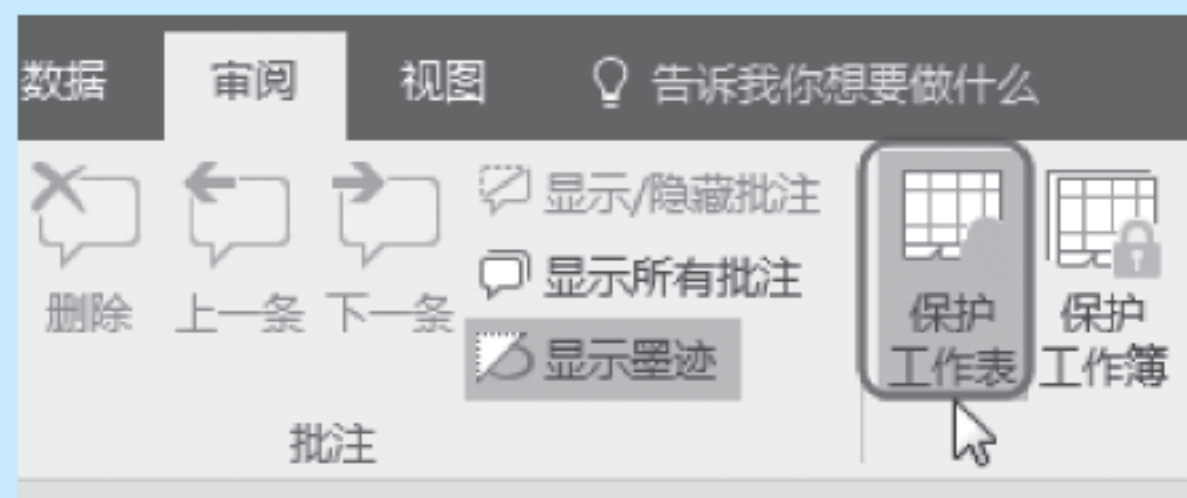 数据 审阅 视图 告诉我你想要做什么
删除 上一条 下一条
显示/隐藏批注
显示所有批注
显示墨迹
批注
保护
工作表
保护
工作簿